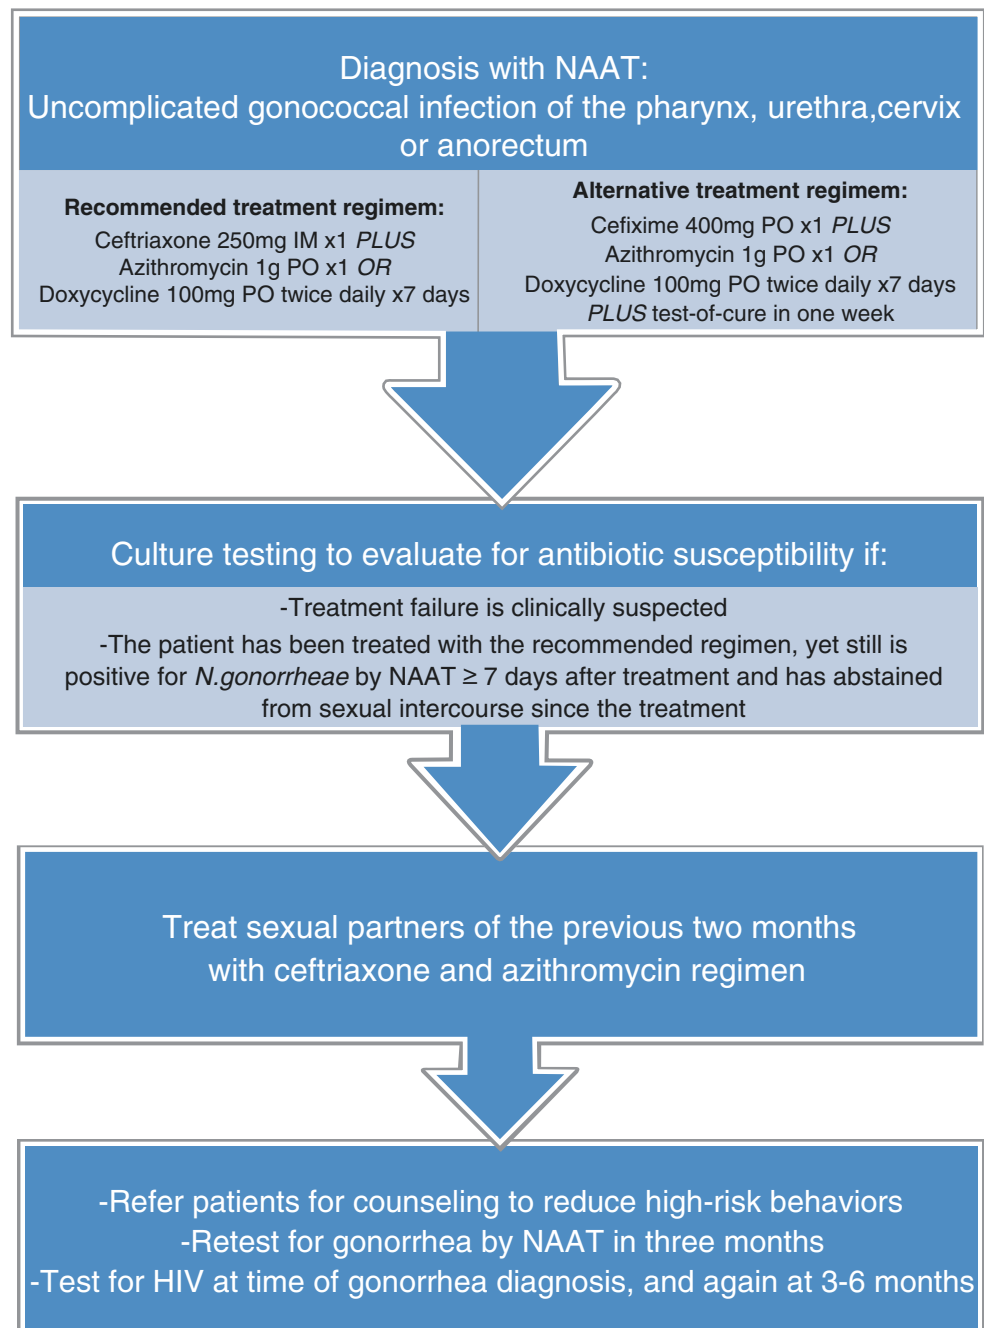 Diagnosis with NAAT:
Uncomplicated gonococcal infection of the pharynx, urethra,cervix
or anorectum
Recommended treatment regimem:
Ceftriaxone 250mg IM x1 PLUS
Azithromycin 1g PO x1 OR
Doxycycline 100mg PO twice daily x7 days
Alternative treatment regimem:
Cefixime 400mg PO x1 PLUS
Azithromycin 1g PO x1 OR
Doxycycline 100mg PO twice daily x7 days
PLUS test-of-cure in one week
Culture testing to evaluate for antibiotic susceptibility if:
-Treatment failure is clinically suspected
-The patient has been treated with the recommended regimen, yet still is
positive for N.gonorrheae by NAAT ≥ 7 days after treatment and has abstained
from sexual intercourse since the treatment
Treat sexual partners of the previous two months
with ceftriaxone and azithromycin regimen
-Refer patients for counseling to reduce high-risk behaviors
-Retest for gonorrhea by NAAT in three months
-Test for HIV at time of gonorrhea diagnosis, and again at 3-6 months